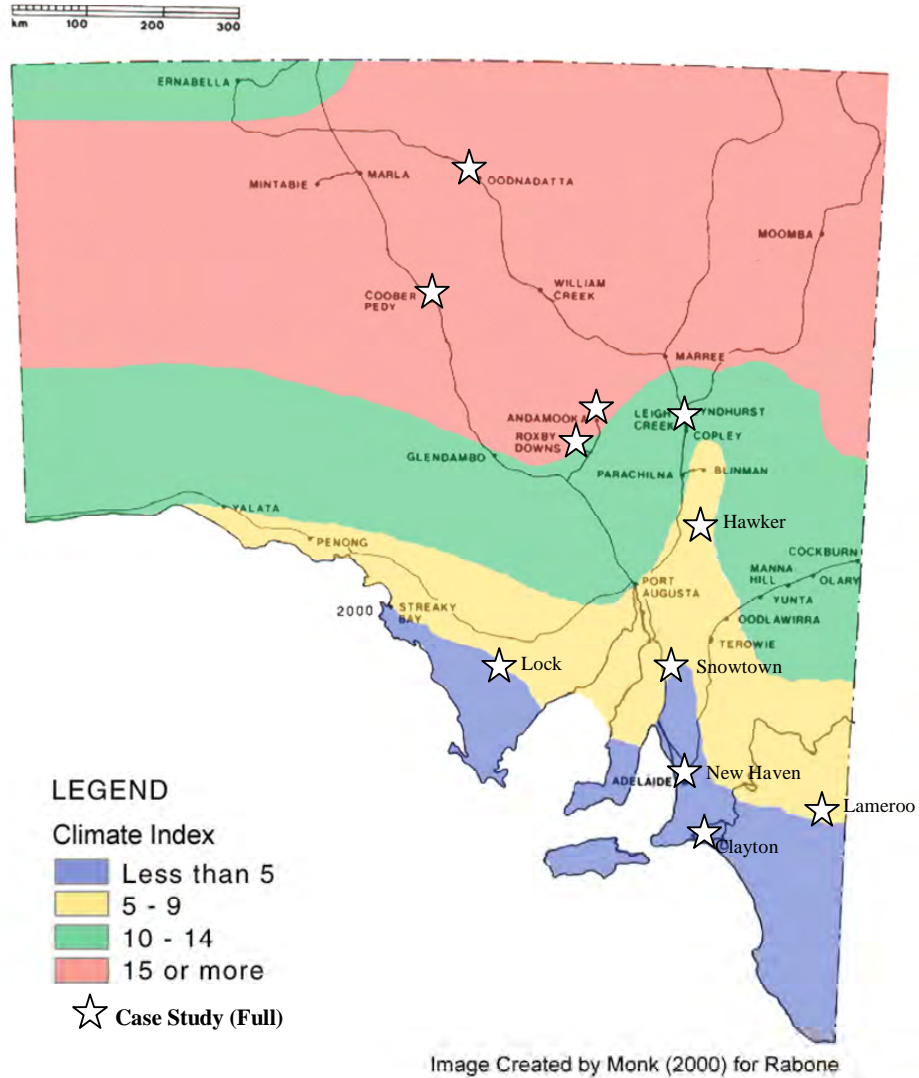 km 100 200 300
ERNABELLA
MINTABIE
MARLA
OODNADATTA
MOOMBA
COOBER
PEDY
WILLIAM
CREEK
MARREE
ANDAMOOKA
ROXBY
DOWNS
LEIGH
CREEK
YNDHURST
COPLEY
GLENDAMBO
PARACHILNA
BLINMAN
YALATA
Hawker
PENONG
COCKBURN
MANNA
HILL
OLARY
PORT
AUGUSTA
YUNTA
2000
STREAKY
BAY
OODLAWIRRA
TEROWIE
Lock
Snowtown
ADELAIDE
New Haven
Lameroo
Clayton
LEGEND
Climate Index
Less than 5
5 - 9
10 - 14
15 or more
Case Study (Full)
Image Created by Monk (2000) for Rabone